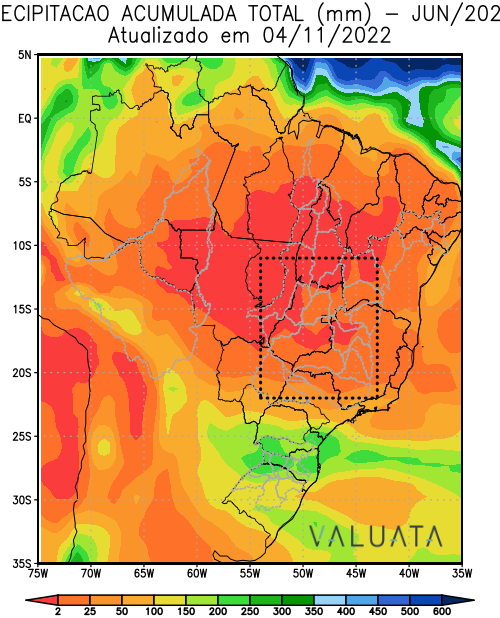 ECIPITACAO ACUMULADA TOTAL (mm) – JUN/202
Atualizado em 04/11/2022
5N
EQ
5S
10S
15S
20S
25S
30S
35S
VALUATA
75W 70W 65W 60W 55W 50W 45W 40W 35W
2 25 50 100 150 200 250 300 350 400 450 500 600